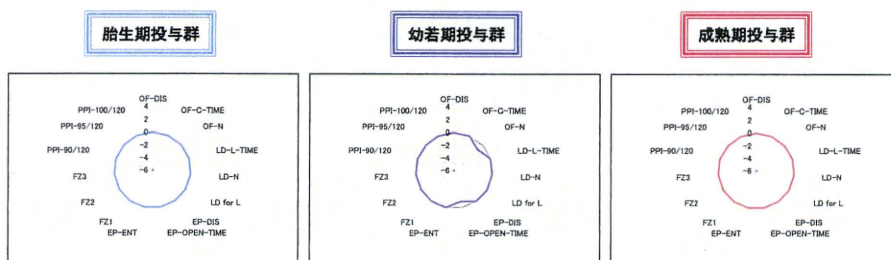 胎生期投与群
幼若期投与群
成熟期投与群
OF-DIS
OF-C-TIME
OF-N
LD-L-TIME
LD-N
LD for L
EP-DIS
EP-OPEN-TIME
EP-ENT
FZ1
FZ2
FZ3
PPI-90/120
PPI-95/120
PPI-100/120
4
2
0
-2
-4
-6
OF-DIS
OF-C-TIME
OF-N
LD-L-TIME
LD-N
LD for L
EP-DIS
EP-OPEN-TIME
EP-ENT
FZ1
FZ2
FZ3
PPI-90/120
PPI-95/120
PPI-100/120
4
2
0
-2
-4
-6
OF-DIS
OF-C-TIME
OF-N
LD-L-TIME
LD-N
LD for L
EP-DIS
EP-OPEN-TIME
EP-ENT
FZ1
FZ2
FZ3
PPI-90/120
PPI-95/120
PPI-100/120
4
2
0
-2
-4
-6